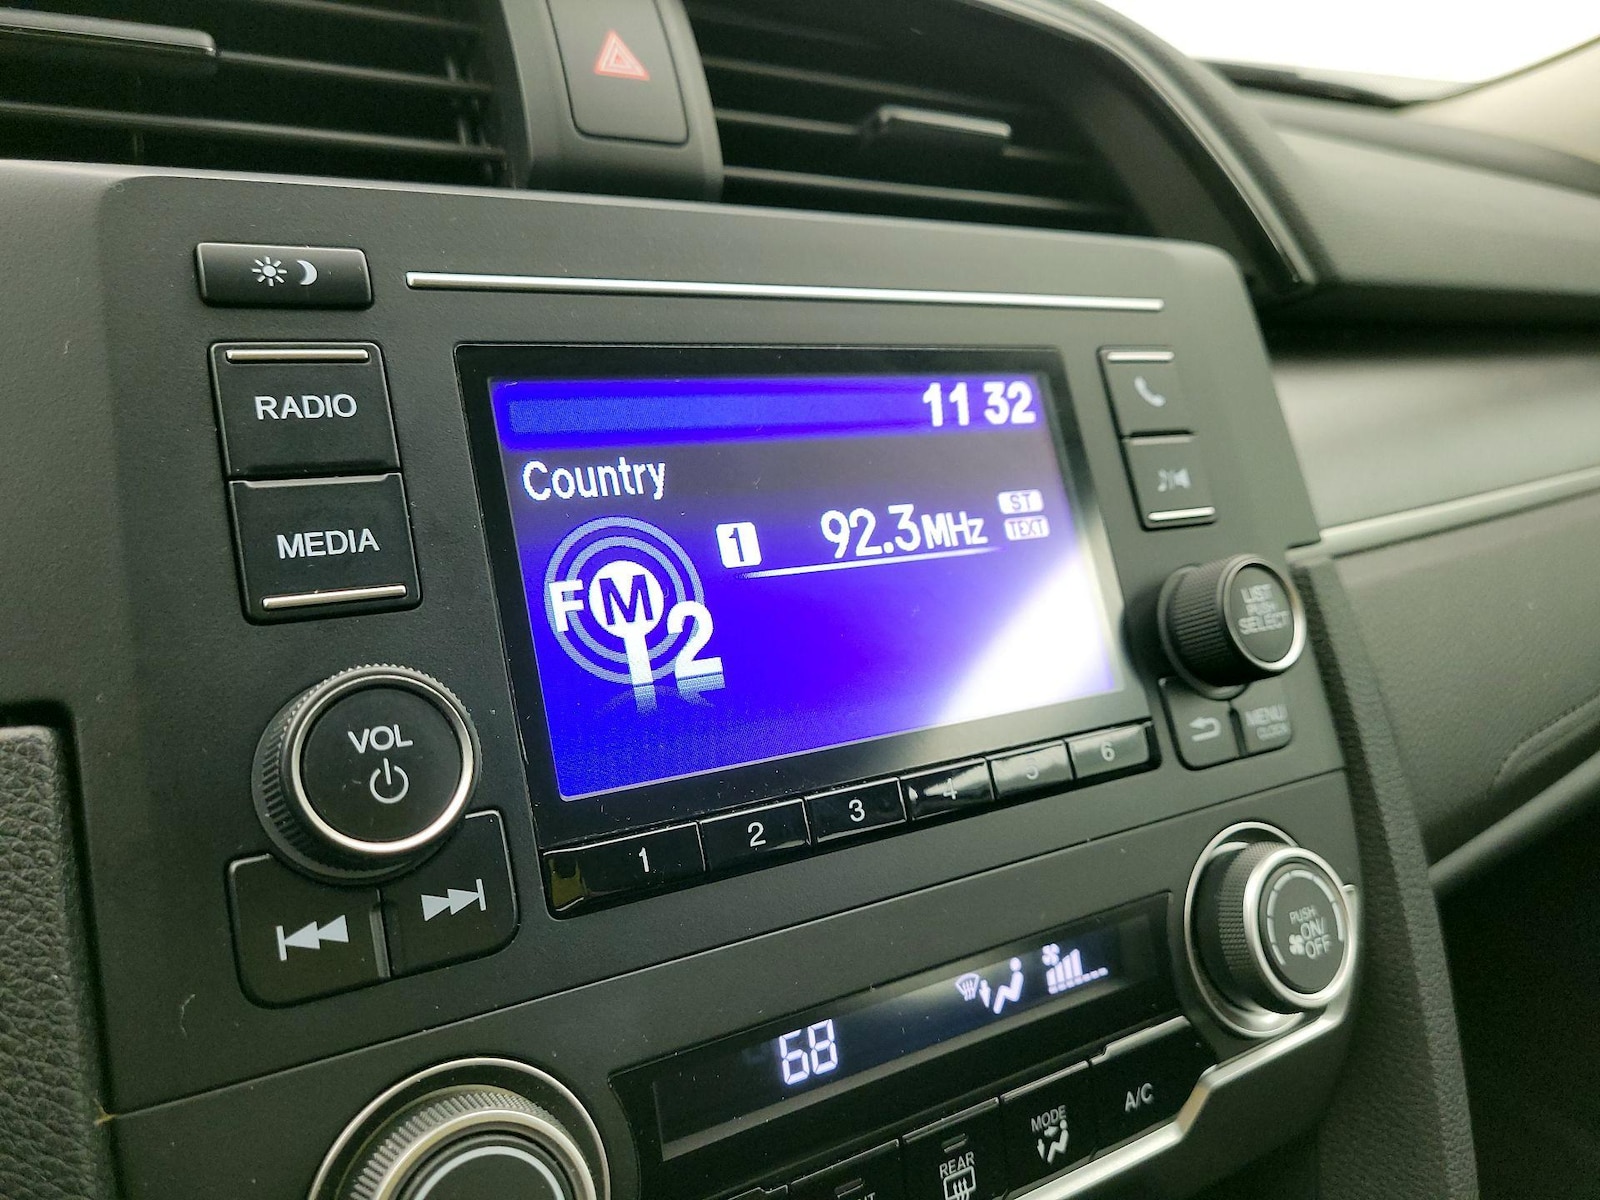 RADIO
MEDIA
VOL
11 32
Country
1 92.3MHz
ST
TEXT
FM
2
LIST
PUSH
SELECT
MENU
CLOCK
1 2 3 4 5 6
PUSH
ON/
OFF
68
REAR
MODE
A/C